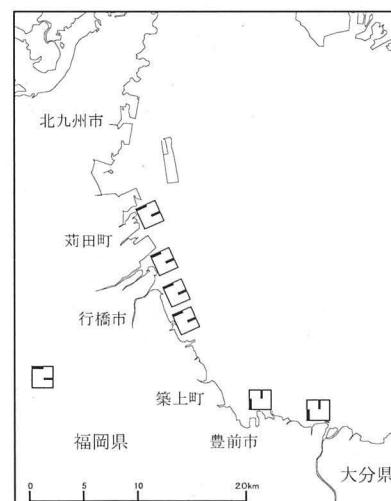 北九州市
苅田町
行橋市
築上町
福岡県
豊前市
大分県
0 10 20km